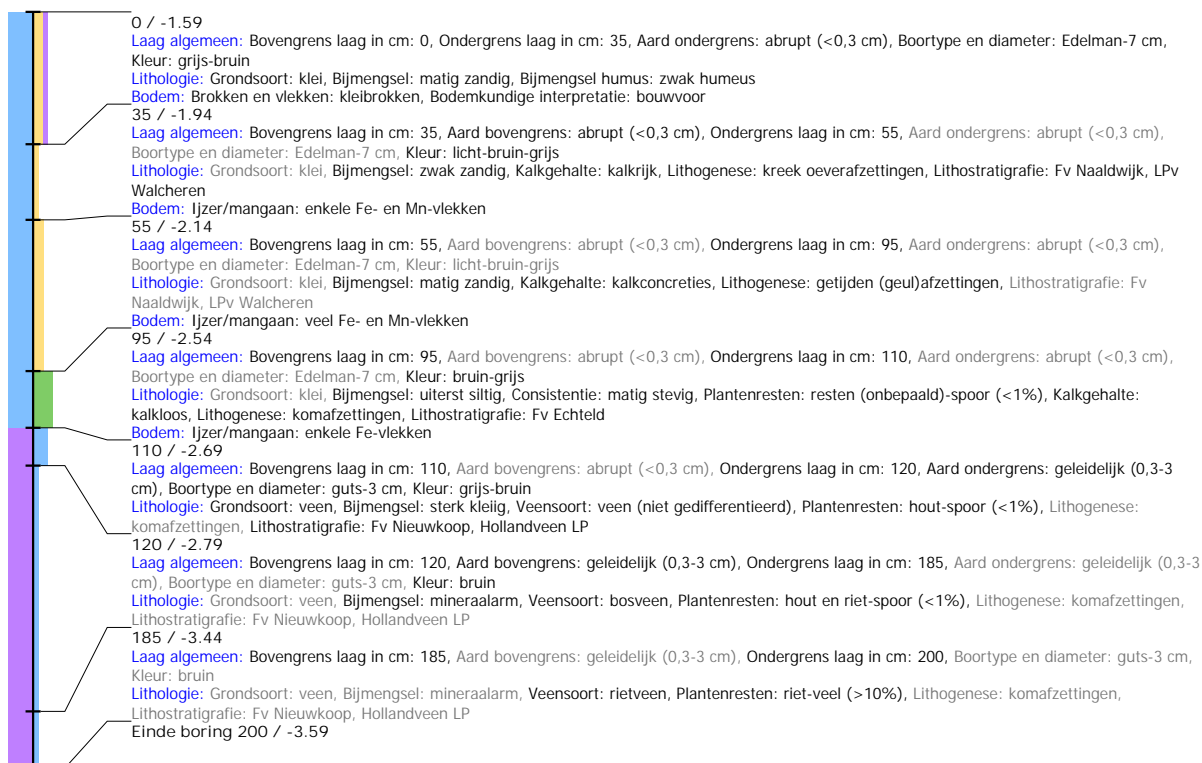 0 / -1.59
Laag algemeen: Bovengrens laag in cm: 0, Ondergrens laag in cm: 35, Aard ondergrens: abrupt (<0,3 cm), Boortype en diameter: Edelman-7 cm,
Kleur: grijs-bruin
Lithologie: Grondsoort: klei, Bijmengsel: matig zandig, Bijmengsel humus: zwak humeus
Bodem: Brokken en vlekken: kleibrokken, Bodemkundige interpretatie: bouwvoor
35 / -1.94
Laag algemeen: Bovengrens laag in cm: 35, Aard bovengrens: abrupt (<0,3 cm), Ondergrens laag in cm: 55, Aard ondergrens: abrupt (<0,3 cm),
Boortype en diameter: Edelman-7 cm, Kleur: licht-bruin-grijs
Lithologie: Grondsoort: klei, Bijmengsel: zwak zandig, Kalkgehalte: kalkrijk, Lithogenese: kreek oeverafzettingen, Lithostratigrafie: Fv Naaldwijk, LPv
Walcheren
Bodem: Ijzer/mangaan: enkele Fe- en Mn-vlekken
55 / -2.14
Laag algemeen: Bovengrens laag in cm: 55, Aard bovengrens: abrupt (<0,3 cm), Ondergrens laag in cm: 95, Aard ondergrens: abrupt (<0,3 cm),
Boortype en diameter: Edelman-7 cm, Kleur: licht-bruin-grijs
Lithologie: Grondsoort: klei, Bijmengsel: matig zandig, Kalkgehalte: kalkconcreties, Lithogenese: getijden (geul)afzettingen, Lithostratigrafie: Fv
Naaldwijk, LPv Walcheren
Bodem: Ijzer/mangaan: veel Fe- en Mn-vlekken
95 / -2.54
Laag algemeen: Bovengrens laag in cm: 95, Aard bovengrens: abrupt (<0,3 cm), Ondergrens laag in cm: 110, Aard ondergrens: abrupt (<0,3 cm),
Boortype en diameter: Edelman-7 cm, Kleur: bruin-grijs
Lithologie: Grondsoort: klei, Bijmengsel: uiterst siltig, Consistentie: matig stevig, Plantenresten: resten (onbepaald)-spoor (<1%), Kalkgehalte:
kalkloos, Lithogenese: komafzettingen, Lithostratigrafie: Fv Echteld
Bodem: Ijzer/mangaan: enkele Fe-vlekken
110 / -2.69
Laag algemeen: Bovengrens laag in cm: 110, Aard bovengrens: abrupt (<0,3 cm), Ondergrens laag in cm: 120, Aard ondergrens: geleidelijk (0,3-3
cm), Boortype en diameter: guts-3 cm, Kleur: grijs-bruin
Lithologie: Grondsoort: veen, Bijmengsel: sterk kleiig, Veensoort: veen (niet gedifferentieerd), Plantenresten: hout-spoor (<1%), Lithogenese:
komafzettingen, Lithostratigrafie: Fv Nieuwkoop, Hollandveen LP
120 / -2.79
Laag algemeen: Bovengrens laag in cm: 120, Aard bovengrens: geleidelijk (0,3-3 cm), Ondergrens laag in cm: 185, Aard ondergrens: geleidelijk (0,3-3
cm), Boortype en diameter: guts-3 cm, Kleur: bruin
Lithologie: Grondsoort: veen, Bijmengsel: mineraalarm, Veensoort: bosveen, Plantenresten: hout en riet-spoor (<1%), Lithogenese: komafzettingen,
Lithostratigrafie: Fv Nieuwkoop, Hollandveen LP
185 / -3.44
Laag algemeen: Bovengrens laag in cm: 185, Aard bovengrens: geleidelijk (0,3-3 cm), Ondergrens laag in cm: 200, Boortype en diameter: guts-3 cm,
Kleur: bruin
Lithologie: Grondsoort: veen, Bijmengsel: mineraalarm, Veensoort: rietveen, Plantenresten: riet-veel (>10%), Lithogenese: komafzettingen,
Lithostratigrafie: Fv Nieuwkoop, Hollandveen LP
Einde boring 200 / -3.59